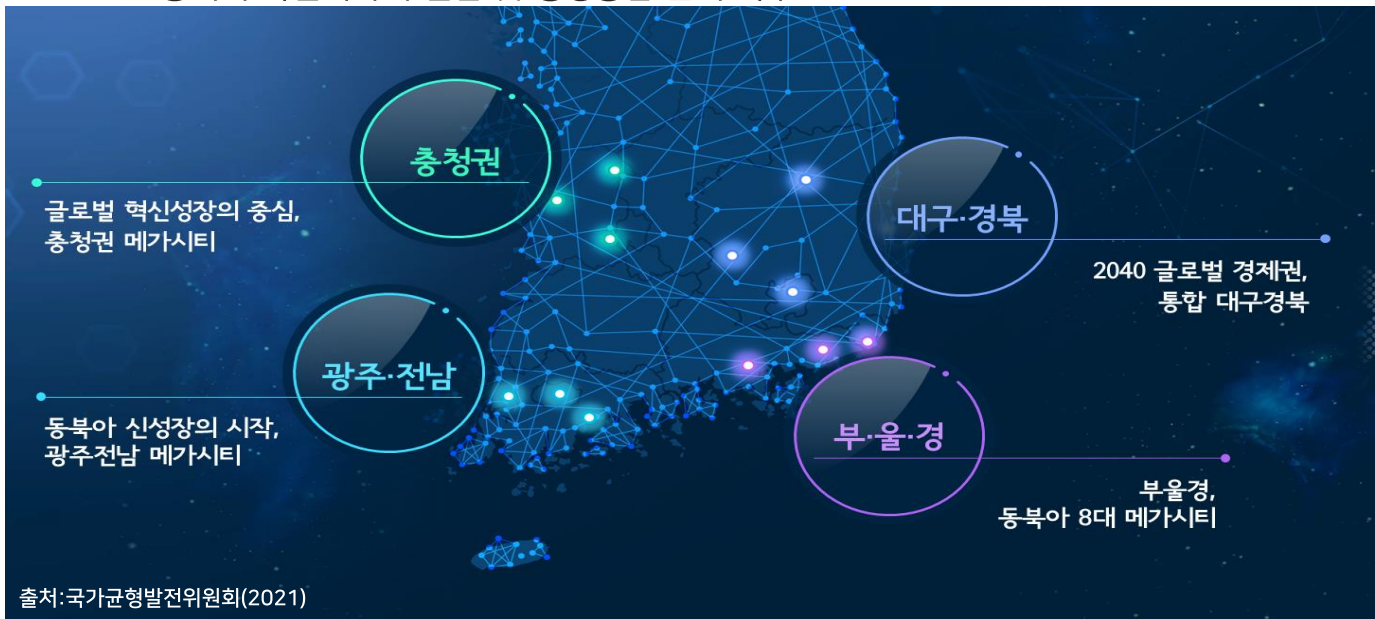 충청권
글로벌 혁신성장의 중심,
충청권 메가시티
대구·경북
2040 글로벌 경제권,
통합 대구경북
광주·전남
동북아 신성장의 시작,
광주전남 메가시티
부·울·경
부울경,
동북아 8대 메가시티
출처:국가균형발전위원회(2021)